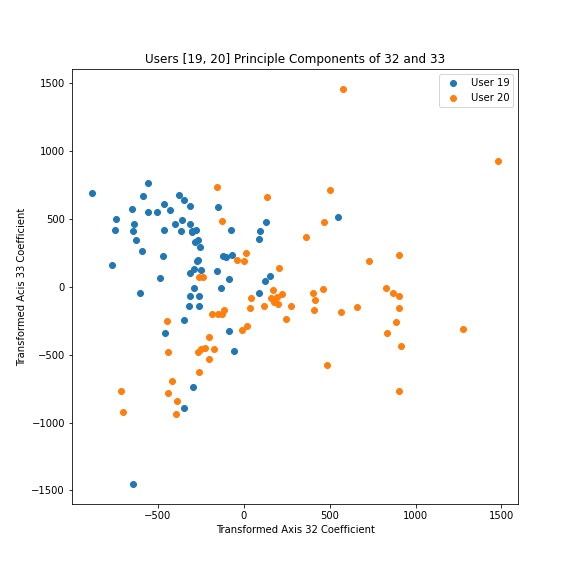 Users [19, 20] Principle Components of 32 and 33
User 19
User 20
1500
1000
500
0
−500
−1000
−1500
Transformed Acis 33 Coefficient
−500
0
500
1000
1500
Transformed Axis 32 Coefficient